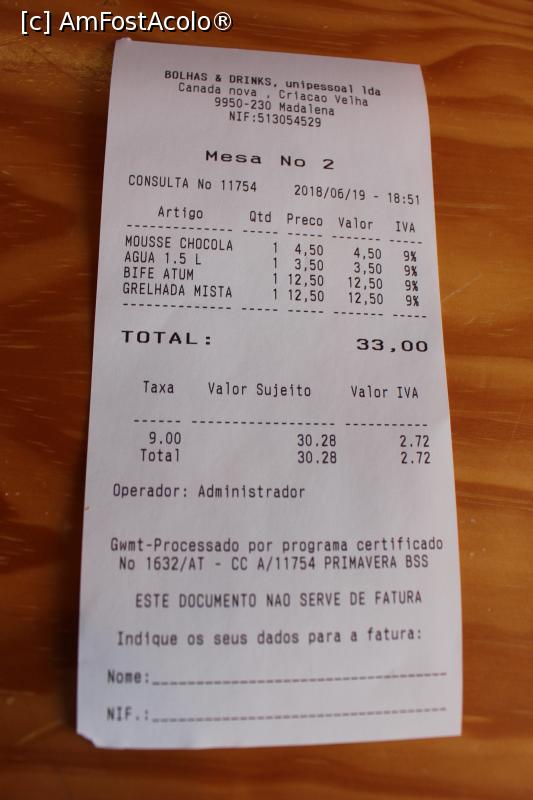 [c] AmFostAcolo®
BOLHAS & DRINKS, unipessoal lda
Canada nova , Criacao Velha
9950-230 Madalena
NIF:513054529
Mesa No 2
CONSULTA No 11754 2018/06/19 - 18:51
Artigo Qtd Preco Valor IVA
MOUSSE CHOCOLA 1 4,50 4,50 9%
AGUA 1.5 L 1 3,50 3,50 9%
BIFE ATUM 1 12,50 12,50 9%
GRELHADA MISTA 1 12,50 12,50 9%
TOTAL: 33,00
Taxa Valor Sujeito Valor IVA
9.00 30.28 2.72
Total 30.28 2.72
Operador: Administrador
Gwmt-Processado por programa certificado
No 1632/AT - CC A/11754 PRIMAVERA BSS
ESTE DOCUMENTO NAO SERVE DE FATURA
Indique os seus dados para a fatura:
Nome:
NIF.: